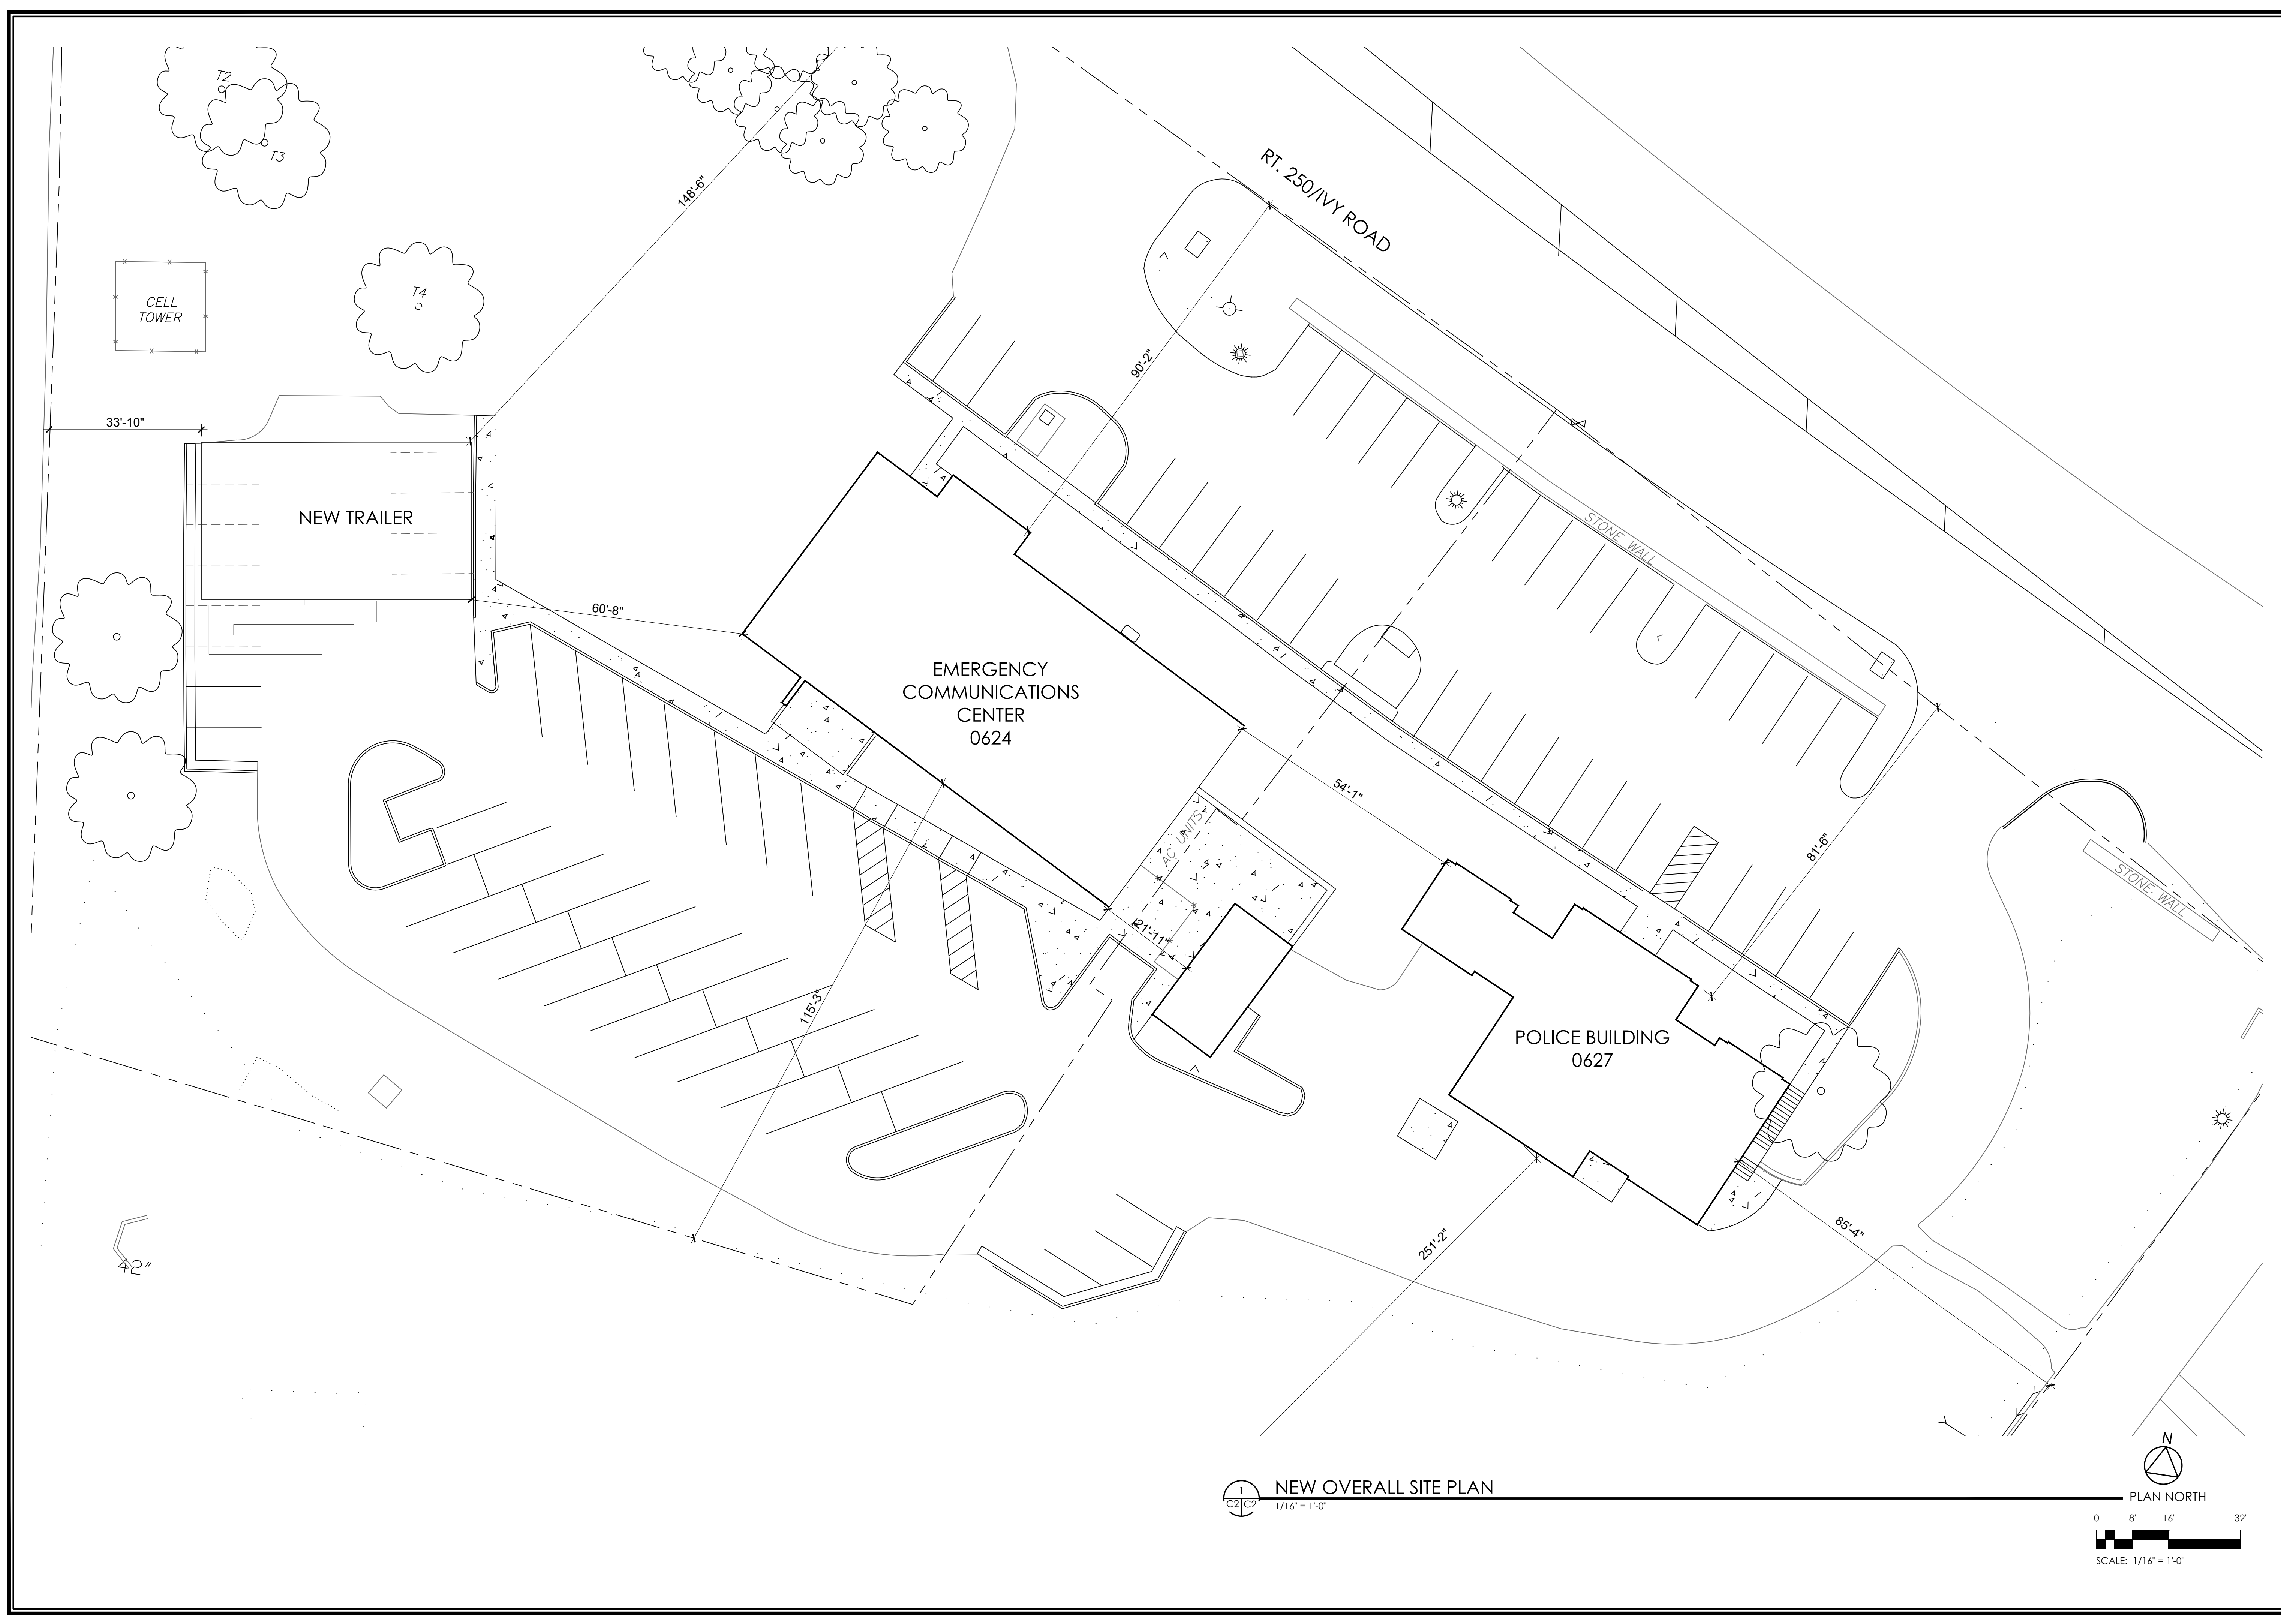 T2
T3
148'-6"
RT. 250/IVY ROAD
CELL
TOWER
T4
90'-2"
33'-10"
NEW TRAILER
STONE WALL
60'-8"
EMERGENCY
COMMUNICATIONS
CENTER
0624
54'-1"
AC UNITS
81'-6"
STONE WALL
21'-11"
115'-3"
POLICE BUILDING
0627
251'-2"
85'-4"
42"
N
PLAN NORTH
1
C2 C2
NEW OVERALL SITE PLAN
1/16" = 1'-0"
0 8' 16' 32'
SCALE: 1/16" = 1'-0"